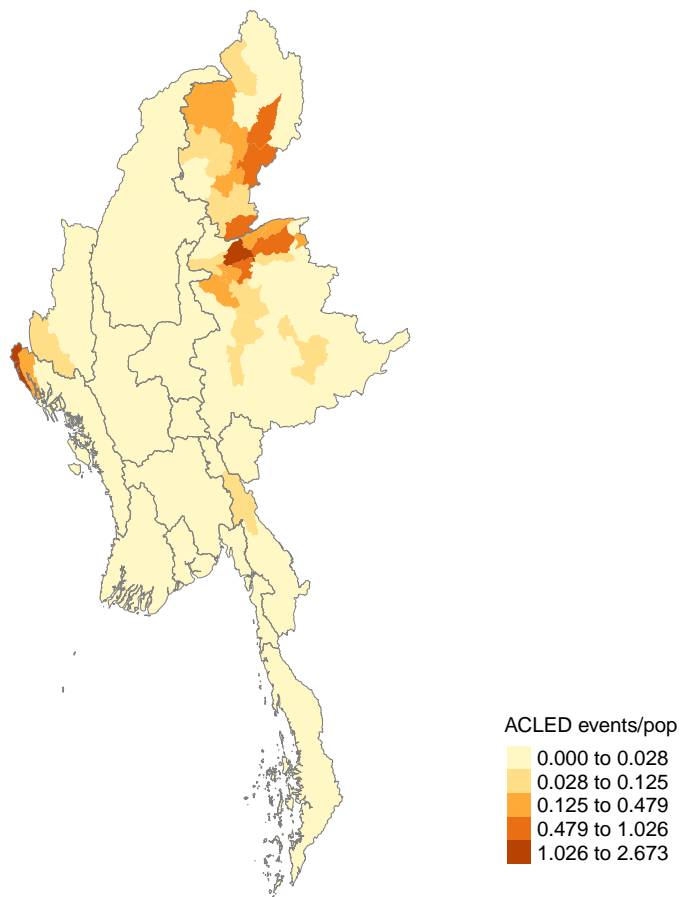 ACLED events/pop
0.000 to 0.028
0.028 to 0.125
0.125 to 0.479
0.479 to 1.026
1.026 to 2.673